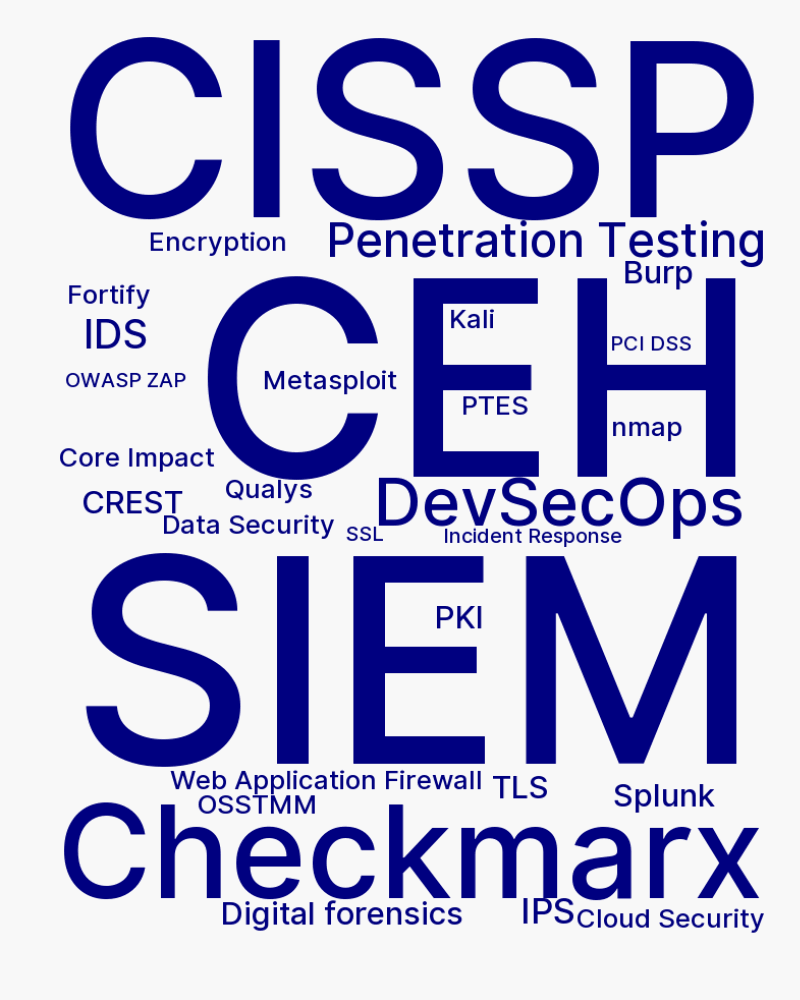 CISSP
Encryption
Penetration Testing
Burp
Fortify
Kali
IDS
CEH
PCI DSS
OWASP ZAP
Metasploit
PTES
nmap
Core Impact
Qualys
CREST
DevSecOps
Data Security
SSL
Incident Response
SIEM
PKI
Web Application Firewall
TLS
Splunk
OSSTMM
Checkmarx
Digital forensics
IPS
Cloud Security